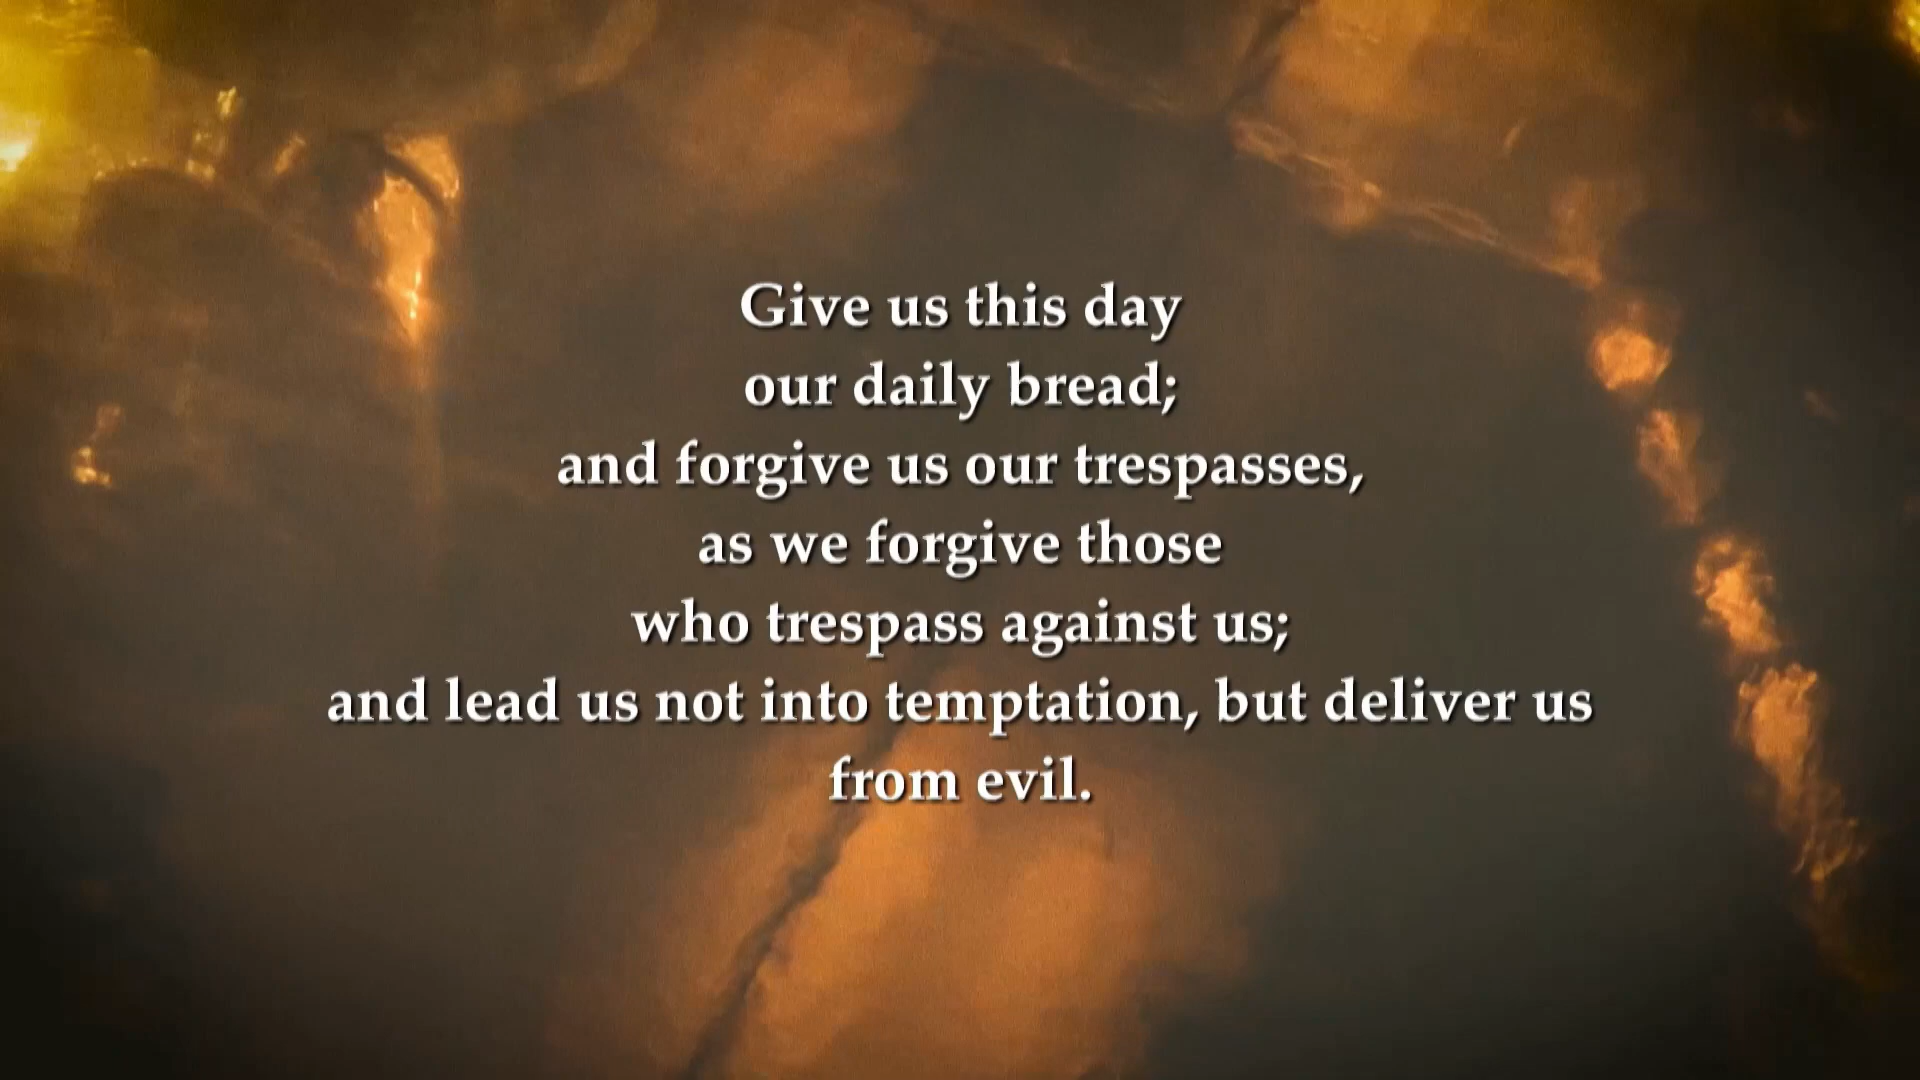 Give us this day
our daily bread;
and forgive us our trespasses,
as we forgive those
who trespass against us;
and lead us not into temptation, but deliver us
from evil.